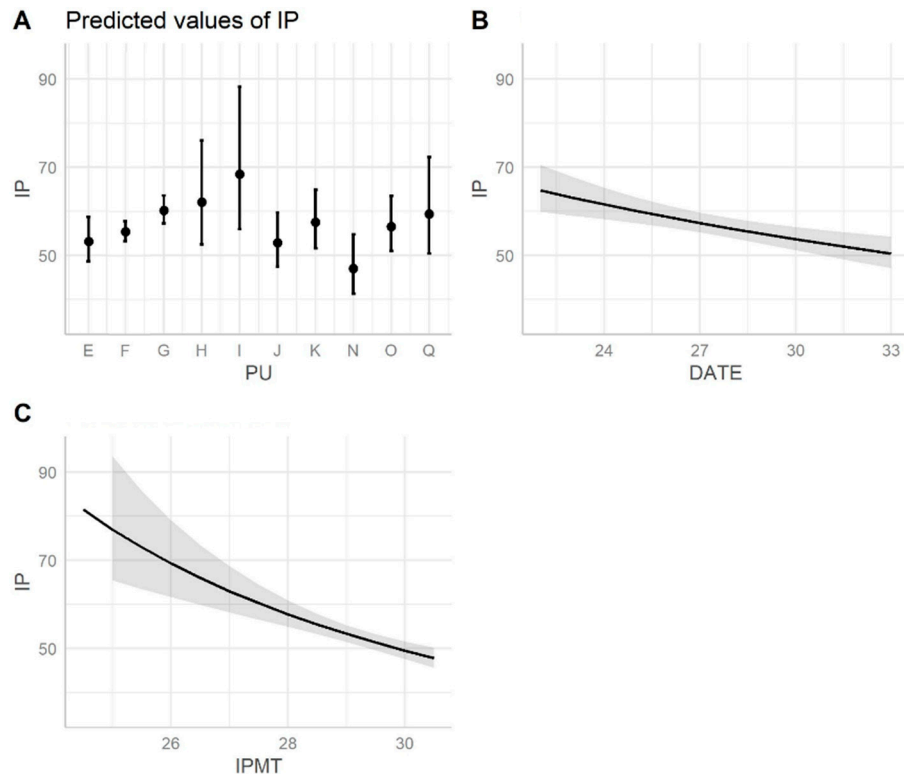 A Predicted values of IP
90
70
50
IP
E F G H I J K N O Q
PU
B
90
70
50
IP
24 27 30 33
DATE
C
90
70
50
IP
26 28 30
IPMT